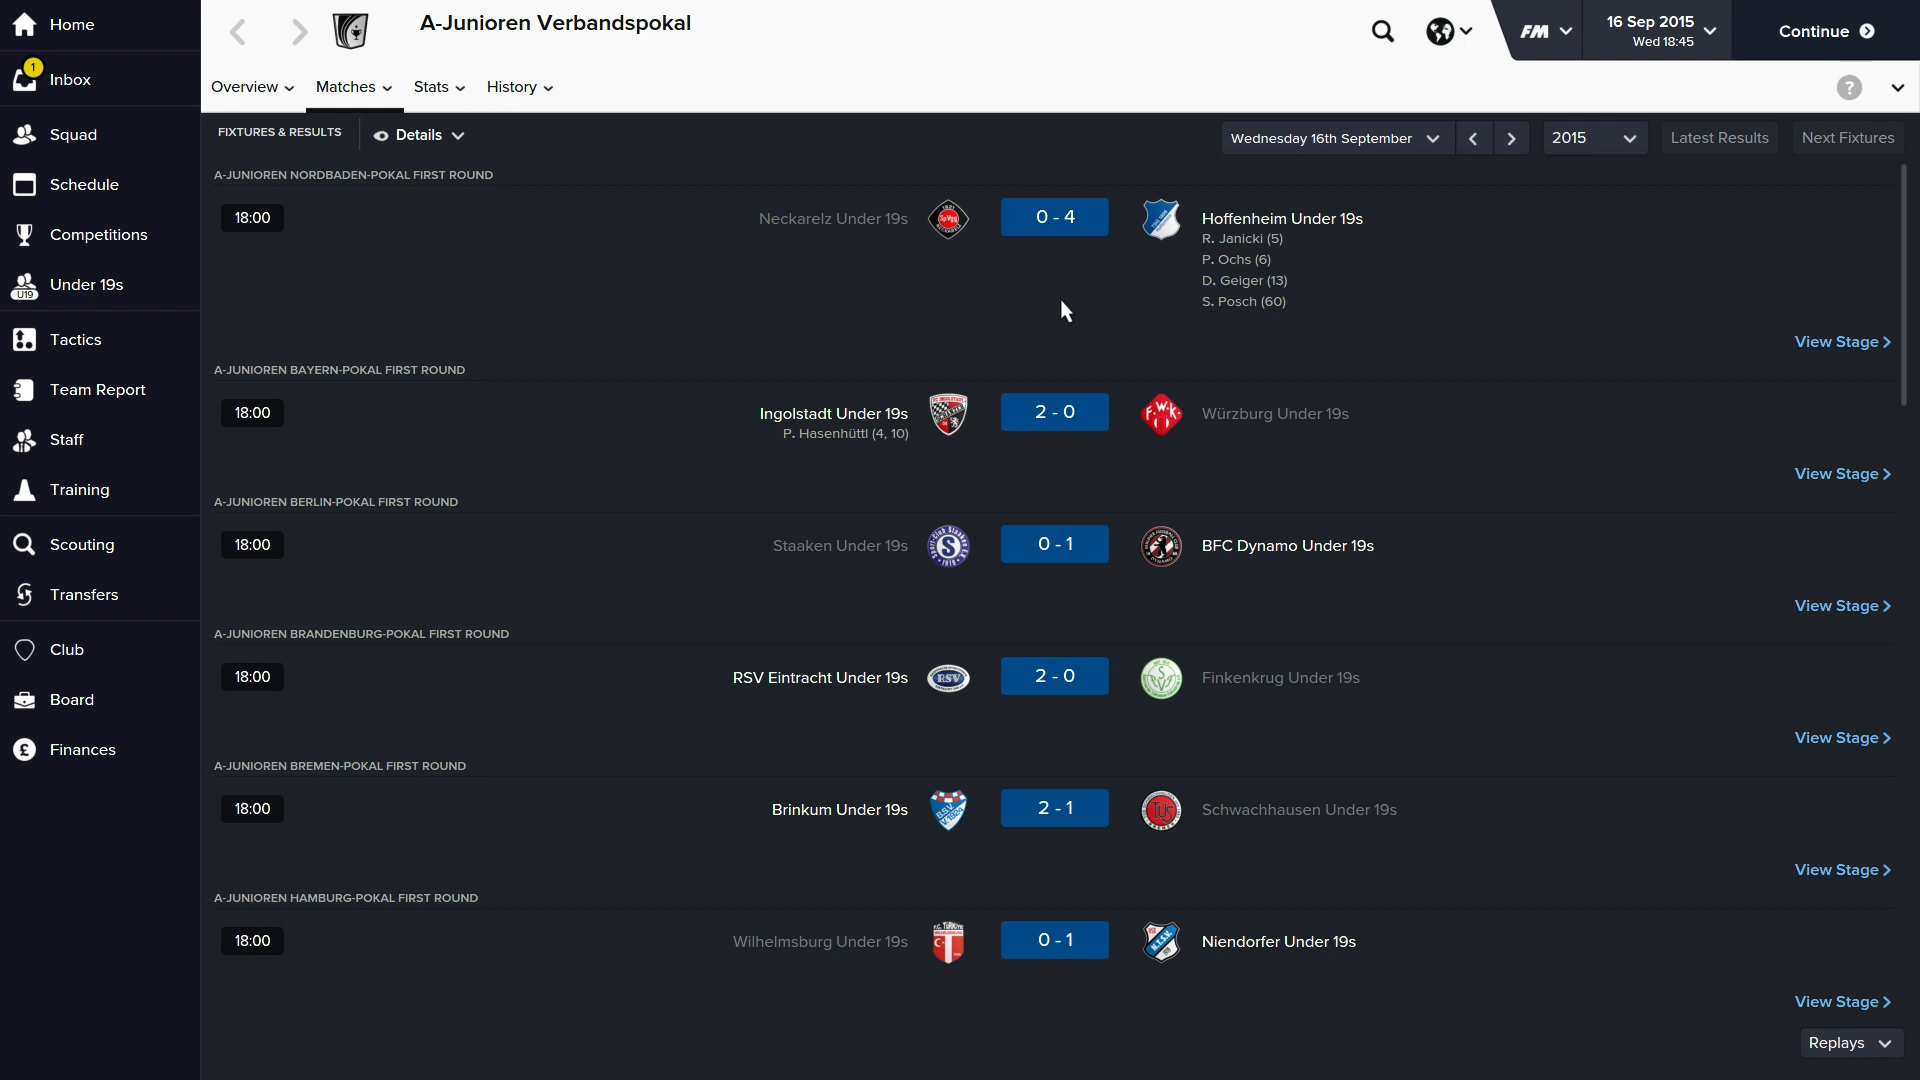 Home
A-Junioren Verbandspokal
FM
16 Sep 2015
Wed 18:45
Continue
1
Inbox
Overview
Matches
Stats
History
?
Squad
FIXTURES & RESULTS
Details
Wednesday 16th September
2015
Latest Results
Next Fixtures
Schedule
Competitions
U19
Under 19s
Tactics
Team Report
Staff
Training
Scouting
Transfers
Club
Board
£
Finances
A-JUNIOREN NORDBADEN-POKAL FIRST ROUND
18:00
Neckarelz Under 19s
0 - 4
Hoffenheim Under 19s
R. Janicki (5)
P. Ochs (6)
D. Geiger (13)
S. Posch (60)
View Stage
A-JUNIOREN BAYERN-POKAL FIRST ROUND
18:00
Ingolstadt Under 19s
P. Hasenhüttl (4, 10)
2 - 0
Würzburg Under 19s
View Stage
A-JUNIOREN BERLIN-POKAL FIRST ROUND
18:00
Staaken Under 19s
0 - 1
BFC Dynamo Under 19s
View Stage
A-JUNIOREN BRANDENBURG-POKAL FIRST ROUND
18:00
RSV Eintracht Under 19s
RSV
2 - 0
Finkenkrug Under 19s
View Stage
A-JUNIOREN BREMEN-POKAL FIRST ROUND
18:00
Brinkum Under 19s
2 - 1
TUS
Schwachhausen Under 19s
View Stage
A-JUNIOREN HAMBURG-POKAL FIRST ROUND
18:00
Wilhelmsburg Under 19s
0 - 1
Niendorfer Under 19s
View Stage
Replays